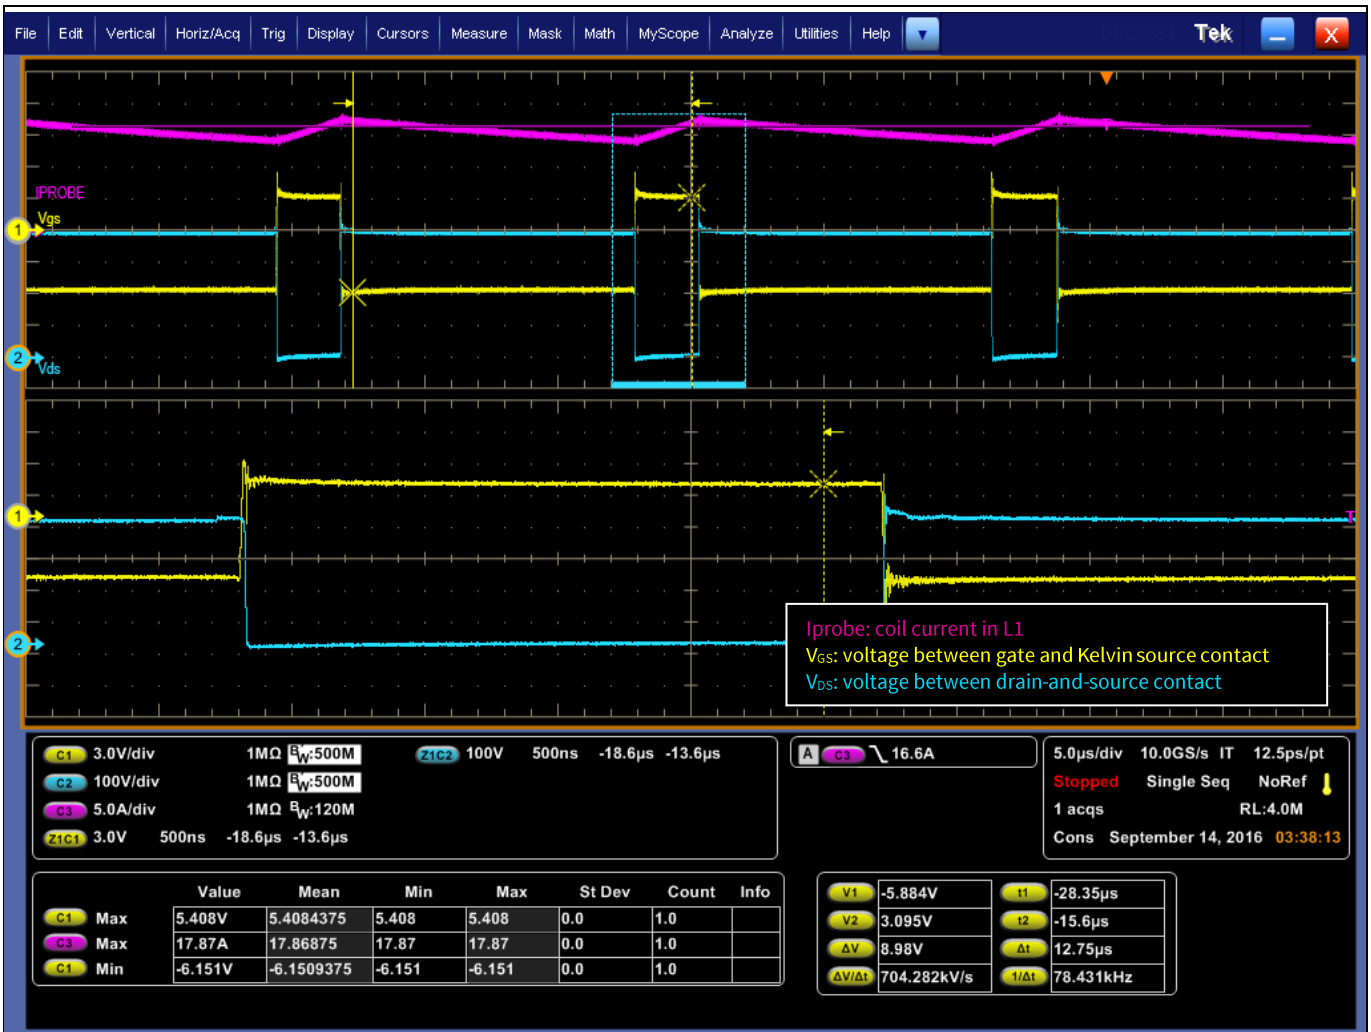 File Edit Vertical Horiz/Acq Trig Display Cursors Measure Mask Math MyScope Analyze Utilities Help Tek X
IPROBE
Vgs
1
2
Vds
1
T
2
Iprobe: coil current in L1
VGS: voltage between gate and Kelvin source contact
VDS: voltage between drain-and-source contact
C1 3.0V/div 1MΩ BW:500M Z1C2 100V 500ns -18.6µs -13.6µs
C2 100V/div 1MΩ BW:500M
C3 5.0A/div 1MΩ BW:120M
Z1C1 3.0V 500ns -18.6µs -13.6µs
A C3 16.6A
5.0µs/div 10.0GS/s IT 12.5ps/pt
Stopped Single Seq NoRef
1 acqs RL:4.0M
Cons September 14, 2016 03:38:13
Value Mean Min Max St Dev Count Info
C1 Max 5.408V 5.4084375 5.408 5.408 0.0 1.0
C3 Max 17.87A 17.86875 17.87 17.87 0.0 1.0
C1 Min -6.151V -6.1509375 -6.151 -6.151 0.0 1.0
V1 -5.884V t1 -28.35µs
V2 3.095V t2 -15.6µs
ΔV 8.98V Δt 12.75µs
ΔV/Δt 704.282kV/s 1/Δt 78.431kHz